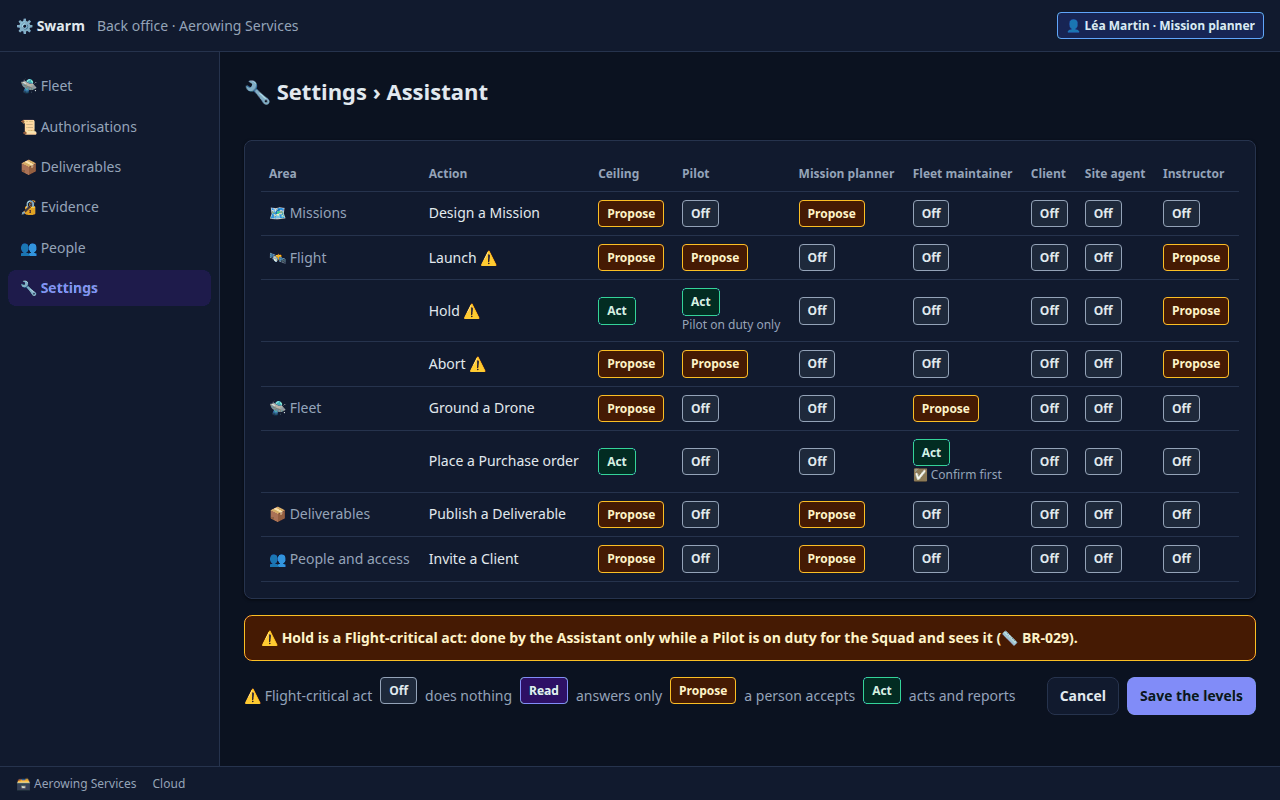 ⚙️ Swarm Back office · Aerowing Services
👤 Léa Martin · Mission planner
🛸 Fleet
📜 Authorisations
📦 Deliverables
🔏 Evidence
👥 People
🔧 Settings
🔧 Settings › Assistant
Area Action Ceiling Pilot Mission planner Fleet maintainer Client Site agent Instructor
🗺️ Missions Design a Mission Propose Off Propose Off Off Off Off
🛰️ Flight Launch ⚠️ Propose Propose Off Off Off Off Propose
Hold ⚠️ Act Act Off Off Off Off Propose
Pilot on duty only
Abort ⚠️ Propose Propose Off Off Off Off Propose
🛸 Fleet Ground a Drone Propose Off Off Propose Off Off Off
Place a Purchase order Act Off Off Act Off Off Off
✅ Confirm first
📦 Deliverables Publish a Deliverable Propose Off Propose Off Off Off Off
👥 People and access Invite a Client Propose Off Propose Off Off Off Off
⚠️ Hold is a Flight-critical act: done by the Assistant only while a Pilot is on duty for the Squad and sees it (📏 BR-029).
⚠️ Flight-critical act Off does nothing Read answers only Propose a person accepts Act acts and reports
Cancel
Save the levels
🗃️ Aerowing Services Cloud